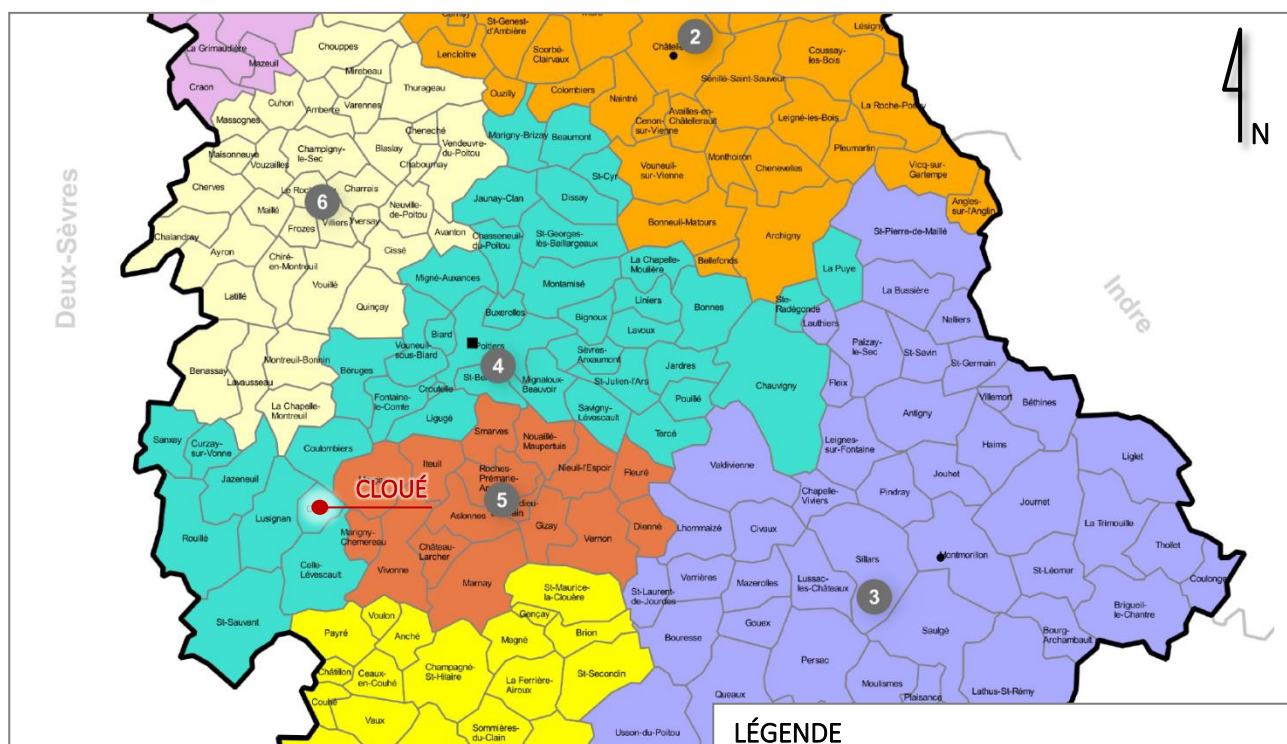 La Grimaudière
Mazeuil
Craon
Chouppes
Mirebeau
Thurageau
Cuhon
Amberre
Varennes
Massognes
Cheneché
Vendeuvre-
du-Poitou
Blaslay
Chabournay
Champigny-
le-Sec
Maisonneuve
Vouzailles
Cherves
Charrais
Maillé
6
Neuville-
de-Poitou
Villiers
Yversay
Frozes
Avanton
Chalandray
Ayron
Chiré-
en-Montreuil
Cissé
Latillé
Vouillé
Quinçay
Benassay
Lavausseau
Montreuil-Bonnin
La Chapelle-
Montreuil
St-Genest-
d'Ambière
Lencloître
Scorbé-
Clairvaux
Ouzilly
Colombiers
Naintré
2
Coussay-
les-Bois
Lésigny
Sénillé-Saint-Sauveur
Availles-en-
Châtellerault
Cenon-
sur-Vienne
Leigné-les-Bois
Pleumartin
Vouneuil-
sur-Vienne
Monthoiron
Chenevelles
Vicq-sur-
Gartempe
Angles-
sur-l'Anglin
Bonneuil-Matours
Archigny
Bellefonds
Marigny-Brizay
Beaumont
St-Cyr
Jaunay-Clan
Dissay
Chasseneuil-
du-Poitou
St-Georges-
lès-Baillargeaux
La Chapelle-
Moulière
La Puye
Migné-Auxances
Montamisé
Liniers
Bonnes
Ste-
Radégonde
Buxerolles
Bignoux
Lavoux
Biard
Poitiers
Vouneuil-
sous-Biard
4
Sèvres-
Anxaumont
Béruges
Croutelle
Mignaloux-
Beauvoir
St-Julien-l'Ars
Jardres
Pouillé
Chauvigny
Fontaine-
le-Comte
Ligugé
Savigny-
Lévescault
Tercé
Coulombiers
Sanxay
Curzay-
sur-Vonne
Jazeneuil
Lusignan
Rouillé
Celle-
Lévescault
St-Sauvant
CLOUÉ
Smarves
Nouaillé-
Maupertuis
Iteuil
Roches-
Prémarie-
Nieuil-l'Espoir
Fleuré
5
Aslonnes
Gizay
Dienné
Marigny-
Chemereau
Château-
Larcher
Vernon
Vivonne
Marnay
St-Maurice-
la-Clouère
Gençay
Voulon
Payré
Anché
Magné
Brion
Châtillon
Ceaux-
en-Couhé
Champagné-
St-Hilaire
La Ferrière-
Airoux
St-Secondin
Couhé
Vaux
Sommières-
du-Clain
St-Pierre-de-Maillé
La Bussière
Nalliers
Lauthiers
Paizay-
le-Sec
St-Savin
St-Germain
Fleix
Villemort
Béthines
Antigny
Haims
Liglet
Leignes-
sur-Fontaine
Jouhet
Valdivienne
Chapelle-
Viviers
Pindray
Journet
La Trimouille
Lhommaizé
Civaux
Thollet
Sillars
Montmorillon
Coulonges
Verrières
Mazerolles
Lussac-
les-Châteaux
3
St-Léomer
Brigueil-
le-Chantre
St-Laurent-
de-Jourdes
Gouex
Saulgé
Bourg-
Archambault
Bouresse
Persac
Moulismes
Plaisance
Lathus-St-Rémy
Queaux
Usson-du-Poitou
Deux-Sèvres
Indre
N
LÉGENDE